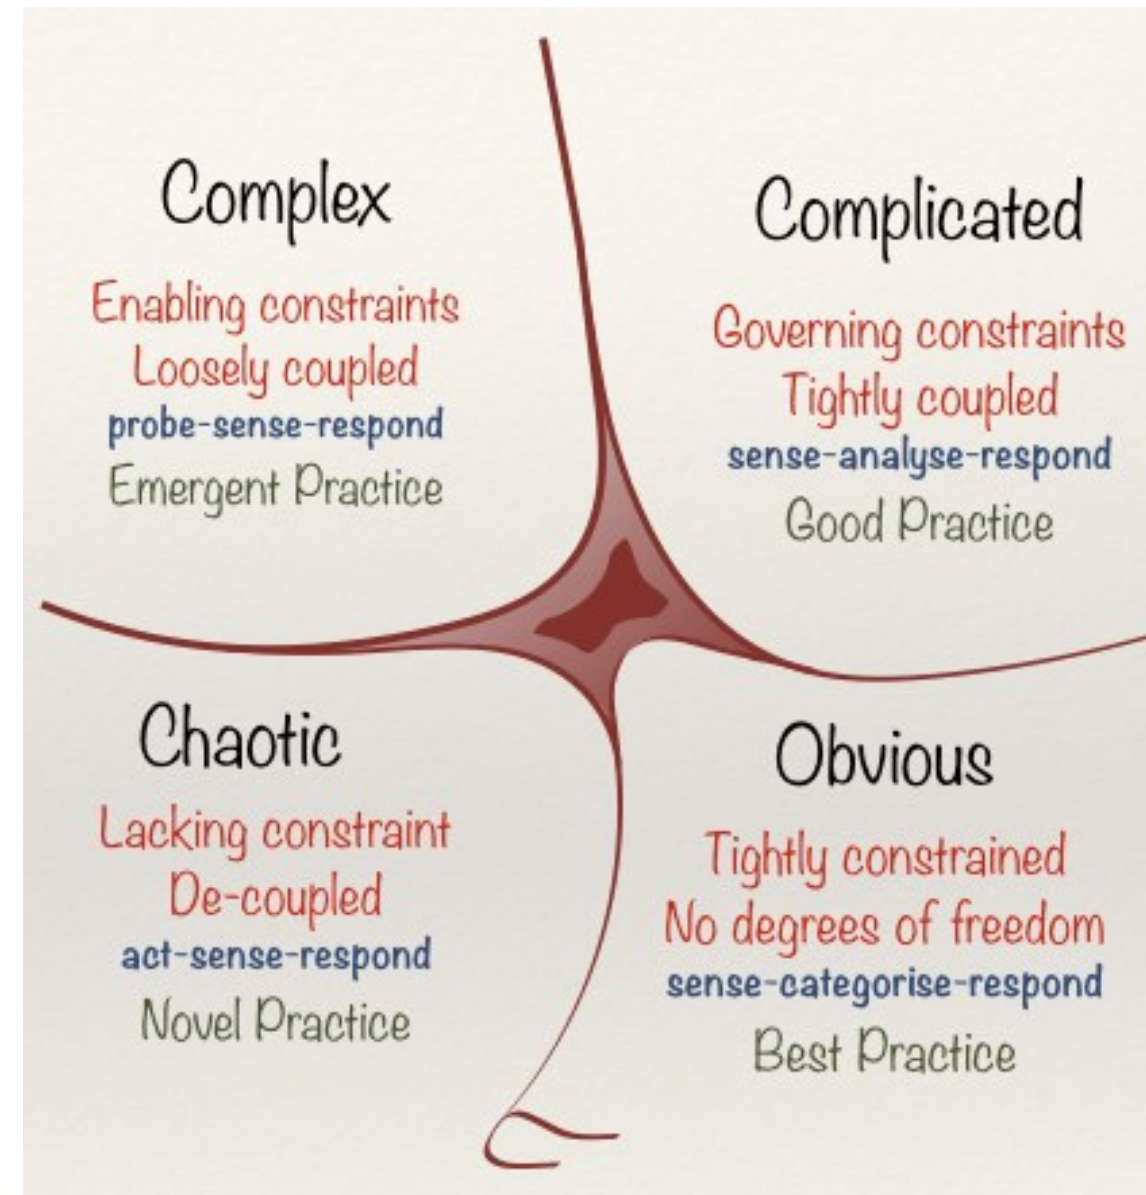 Complex
Enabling constraints
Loosely coupled
probe-sense-respond
Emergent Practice
Complicated
Governing constraints
Tightly coupled
sense-analyse-respond
Good Practice
Chaotic
Lacking constraint
De-coupled
act-sense-respond
Novel Practice
Obvious
Tightly constrained
No degrees of freedom
sense-categorise-respond
Best Practice